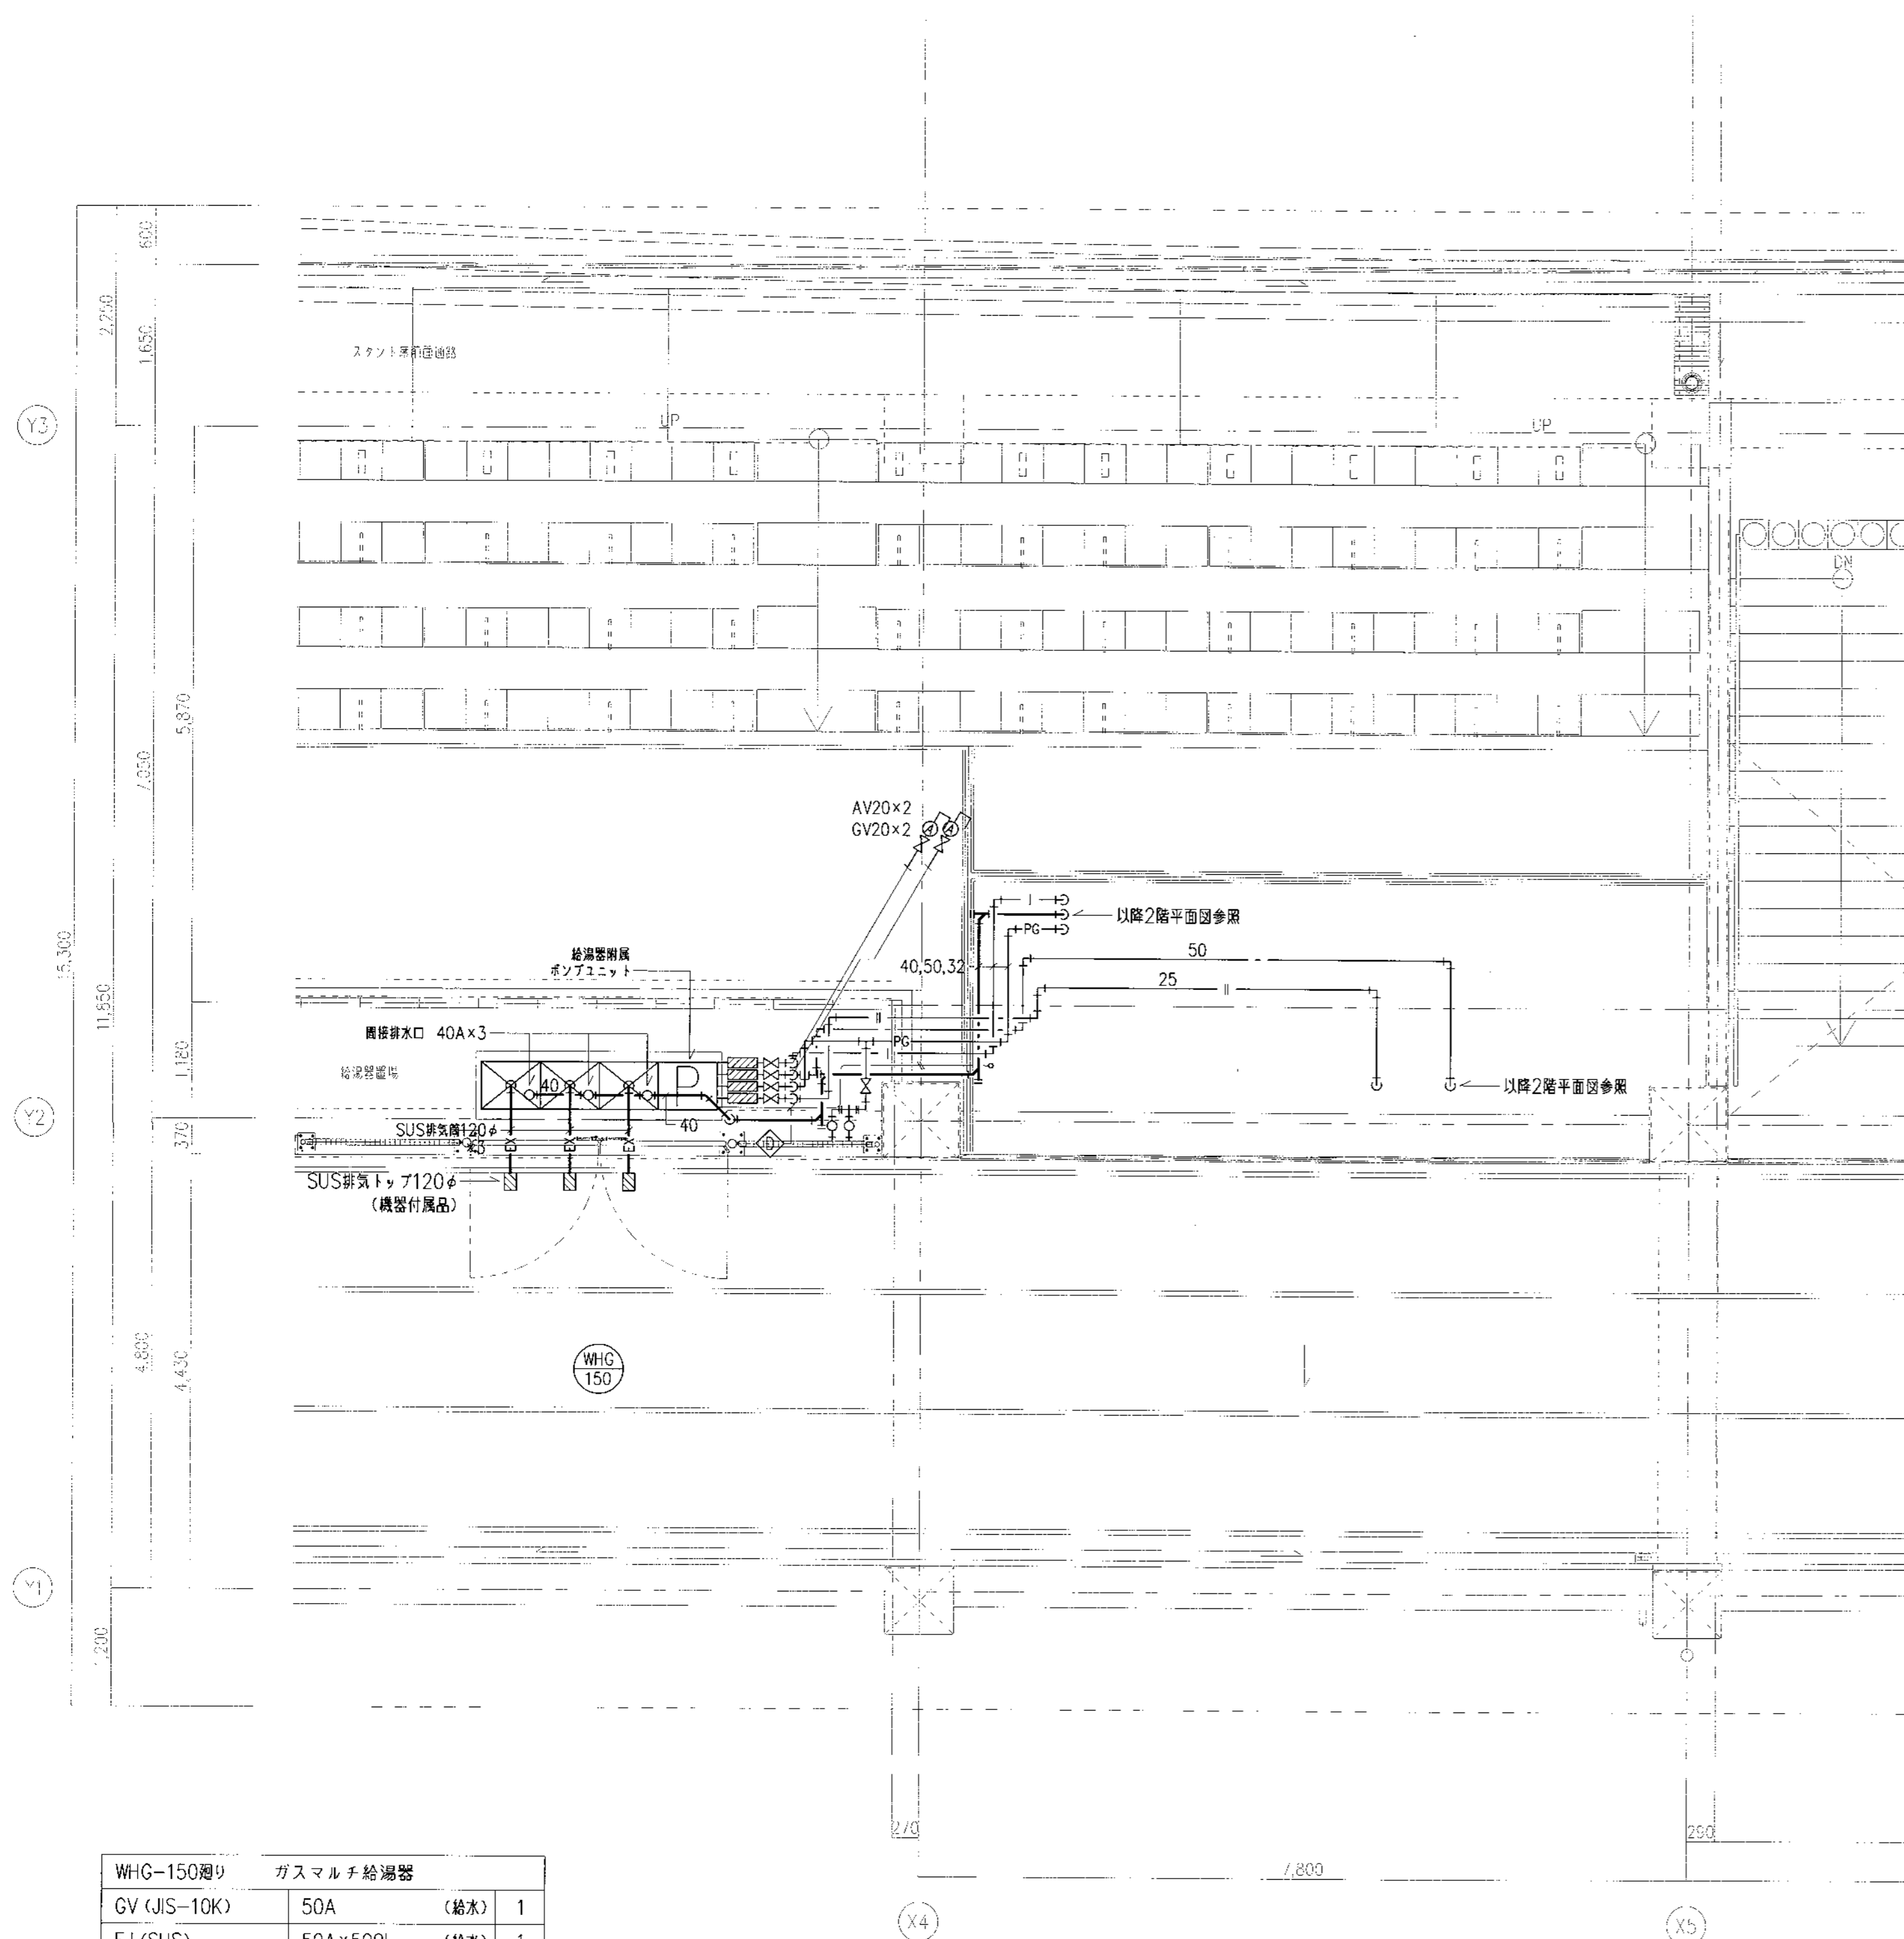 600
2,200
1,650
スタンド席前面通路
Y3
UP
UP
DN
5,870
7,050
AV20×2
GV20×2
J
以降2階平面図参照
PG
15,300
給湯器附属
ポンプユニット
40,50,32
50
25
11,850
間接排水口 40A×3
PG
1,180
給湯器置場
40
P
以降2階平面図参照
Y2
370
SUS排気筒120φ
×3
40
D
SUS排気トップ120φ
(機器付属品)
4,800
4,430
WHG
150
Y1
1,200
270
290
7,800
WHG-150廻り ガスマルチ給湯器
GV (JIS-10K) 50A (給水) 1
X4
X5